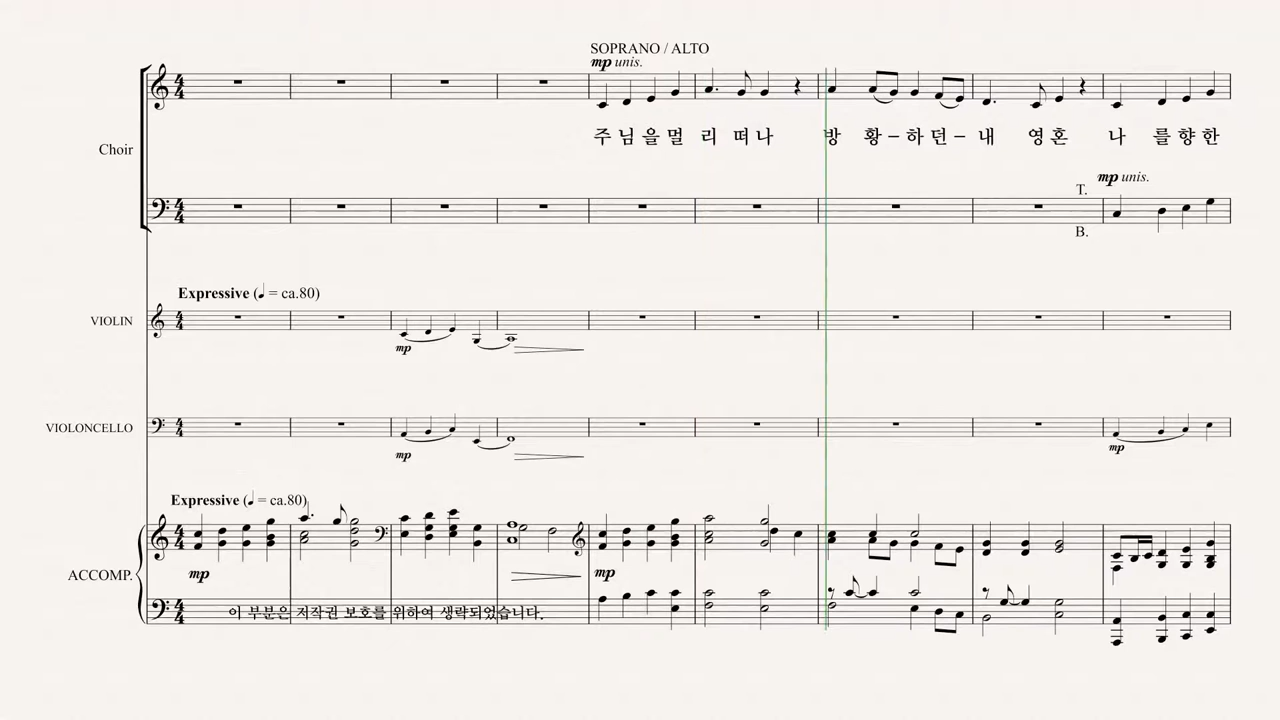 SOPRANO / ALTO
mp unis.
Choir
주 님 을 멀 리 떠 나 방 황 – 하 던 – 내 영 혼 나 를 향 한
mp unis.
T.
B.
Expressive (♩ = ca.80)
VIOLIN
mp
VIOLONCELLO
mp
mp
Expressive (♩ = ca.80)
ACCOMP.
mp
mp
이 부분은 저작권 보호를 위하여 생략되었습니다.